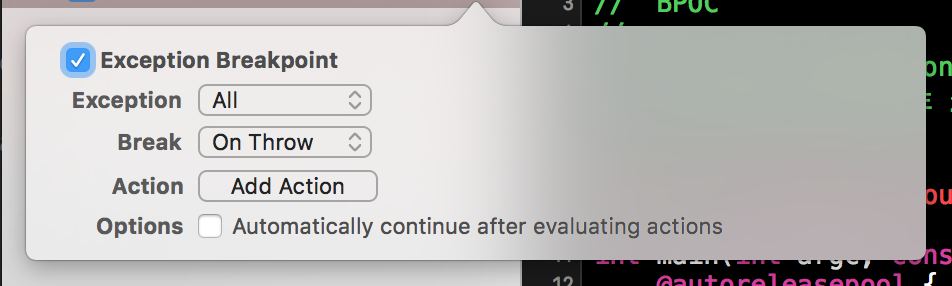 3 // BPOC
//
Exception Breakpoint
Exception All
Break On Throw
Action Add Action
Options Automatically continue after evaluating actions
12 @autoreleasepool {